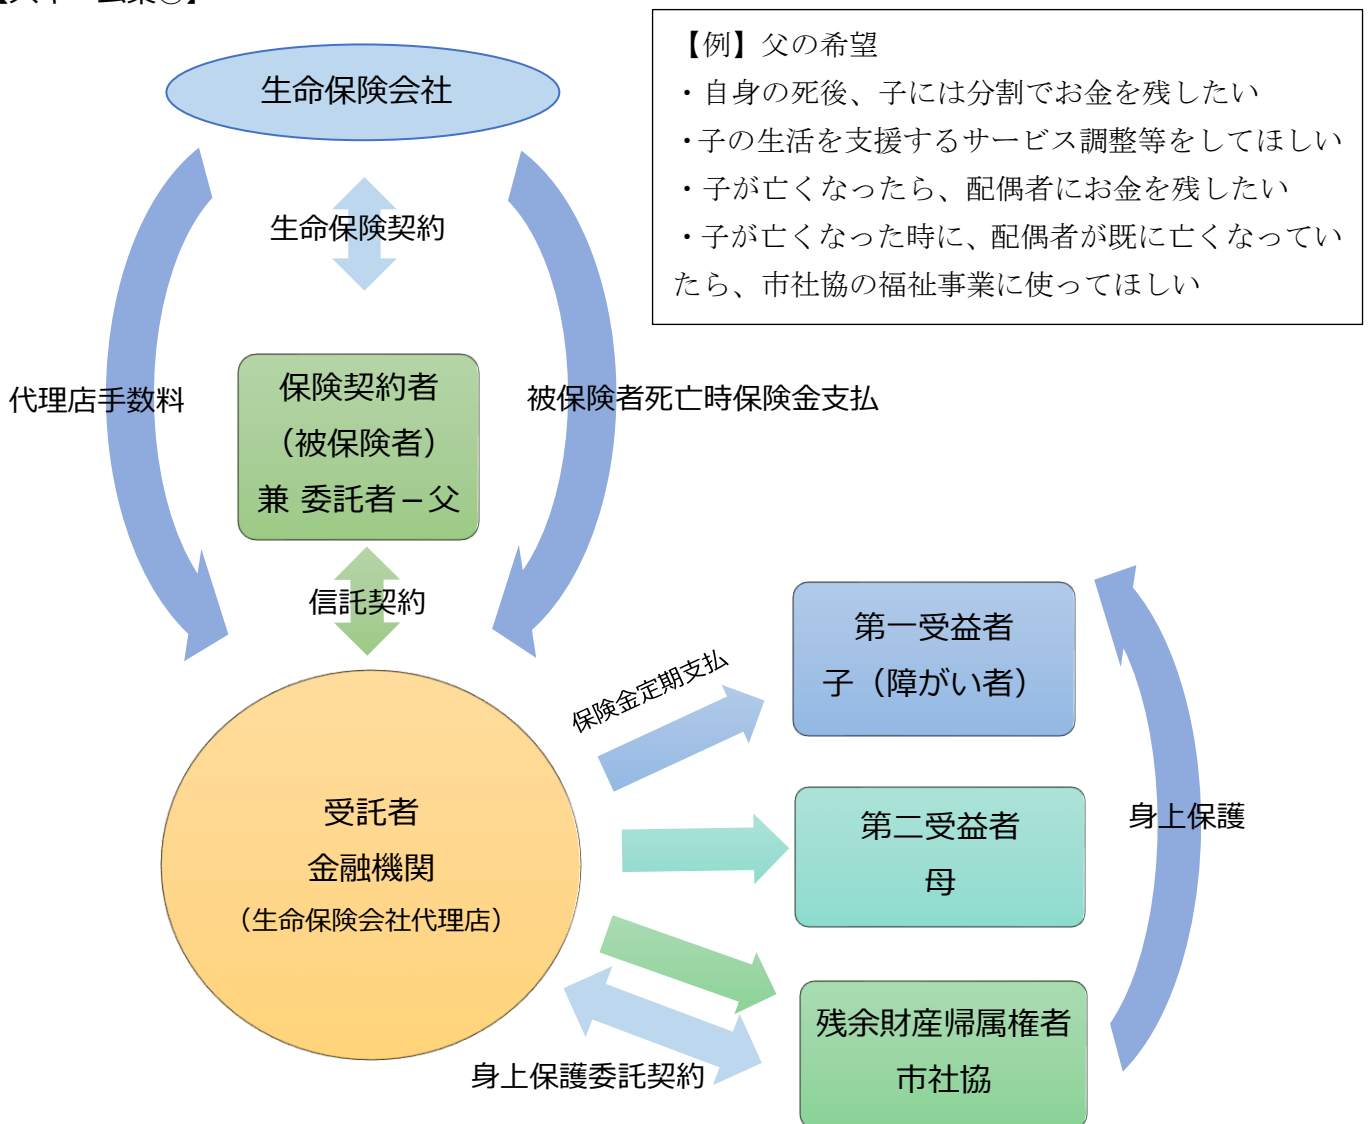 【例】父の希望
・自身の死後、子には分割でお金を残したい
・子の生活を支援するサービス調整等をしてほしい
・子が亡くなったら、配偶者にお金を残したい
・子が亡くなった時に、配偶者が既に亡くなってい
たら、市社協の福祉事業に使ってほしい
生命保険会社
生命保険契約
代理店手数料
保険契約者
（被保険者）
兼 委託者－父
被保険者死亡時保険金支払
信託契約
保険金定期支払
第一受益者
子（障がい者）
受託者
金融機関
（生命保険会社代理店）
第二受益者
母
身上保護
残余財産帰属権者
市社協
身上保護委託契約